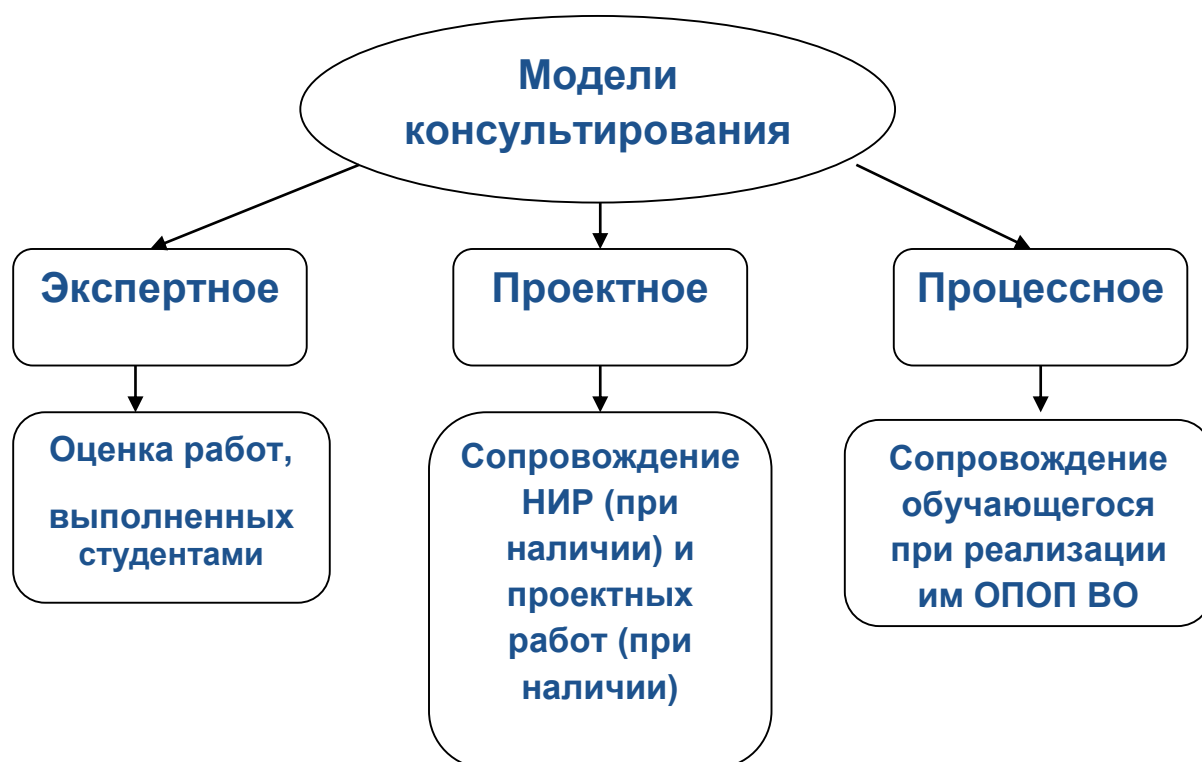 Модели
консультирования
Экспертное
Проектное
Процессное
Оценка работ,
выполненных
студентами
Сопровождение
НИР (при
наличии) и
проектных
работ (при
наличии)
Сопровождение
обучающегося
при реализации
им ОПОП ВО